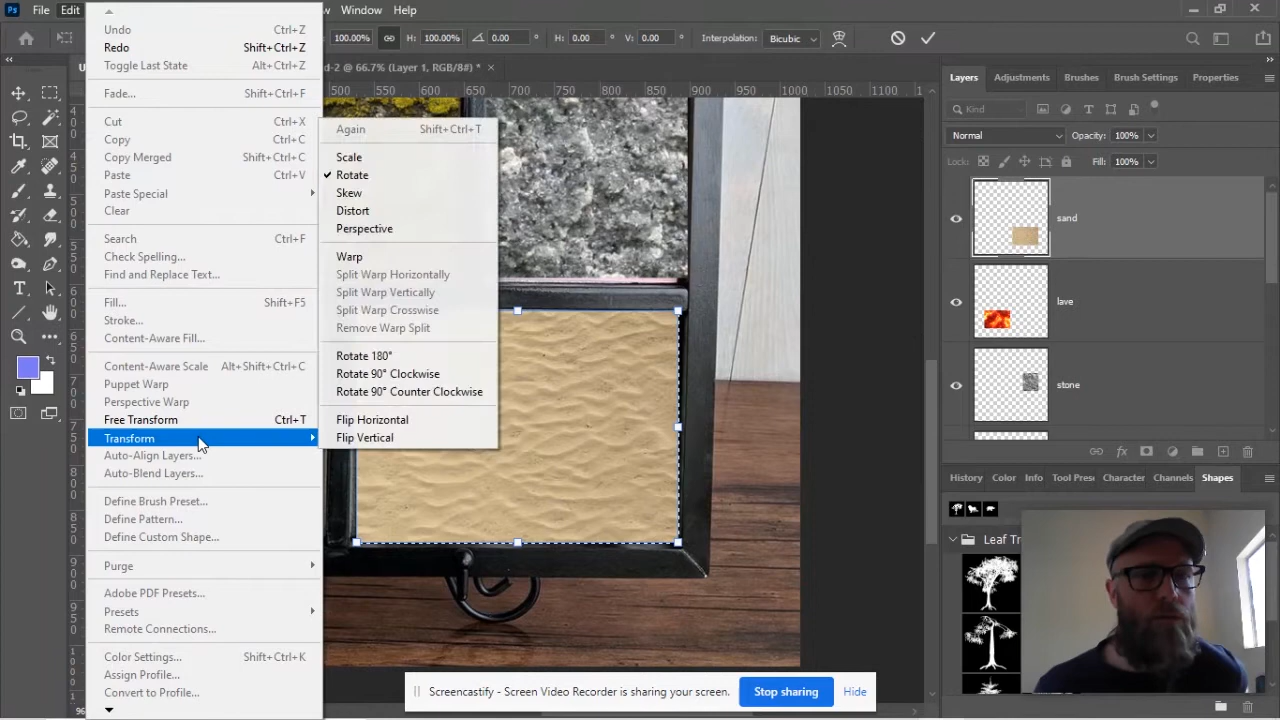 Ps File Edit Window Help
100.00% H: 100.00% 0.00 ° H: 0.00 ° V: 0.00 ° Interpolation: Bicubic
d-2 @ 66.7% (Layer 1, RGB/8#) * ×
500 550 600 650 700 750 800 850 900 950 1000 1050 1100
Undo Ctrl+Z
Redo Shift+Ctrl+Z
Toggle Last State Alt+Ctrl+Z
Fade... Shift+Ctrl+F
Cut Ctrl+X
Copy Ctrl+C
Copy Merged Shift+Ctrl+C
Paste Ctrl+V
Paste Special
Clear
Search Ctrl+F
Check Spelling...
Find and Replace Text...
Fill... Shift+F5
Stroke...
Content-Aware Fill...
Content-Aware Scale Alt+Shift+Ctrl+C
Puppet Warp
Perspective Warp
Free Transform Ctrl+T
Transform
Auto-Align Layers...
Auto-Blend Layers...
Define Brush Preset...
Define Pattern...
Define Custom Shape...
Purge
Adobe PDF Presets...
Presets
Remote Connections...
Color Settings... Shift+Ctrl+K
Assign Profile...
Convert to Profile...
Again Shift+Ctrl+T
Scale
Rotate
Skew
Distort
Perspective
Warp
Split Warp Horizontally
Split Warp Vertically
Split Warp Crosswise
Remove Warp Split
Rotate 180°
Rotate 90° Clockwise
Rotate 90° Counter Clockwise
Flip Horizontal
Flip Vertical
Layers Adjustments Brushes Brush Settings Properties
Kind
Normal Opacity: 100%
Lock: Fill: 100%
sand
lave
stone
History Color Info Tool Prese Character Channels Shapes
Leaf Tr
Screencastify - Screen Video Recorder is sharing your screen. Stop sharing Hide